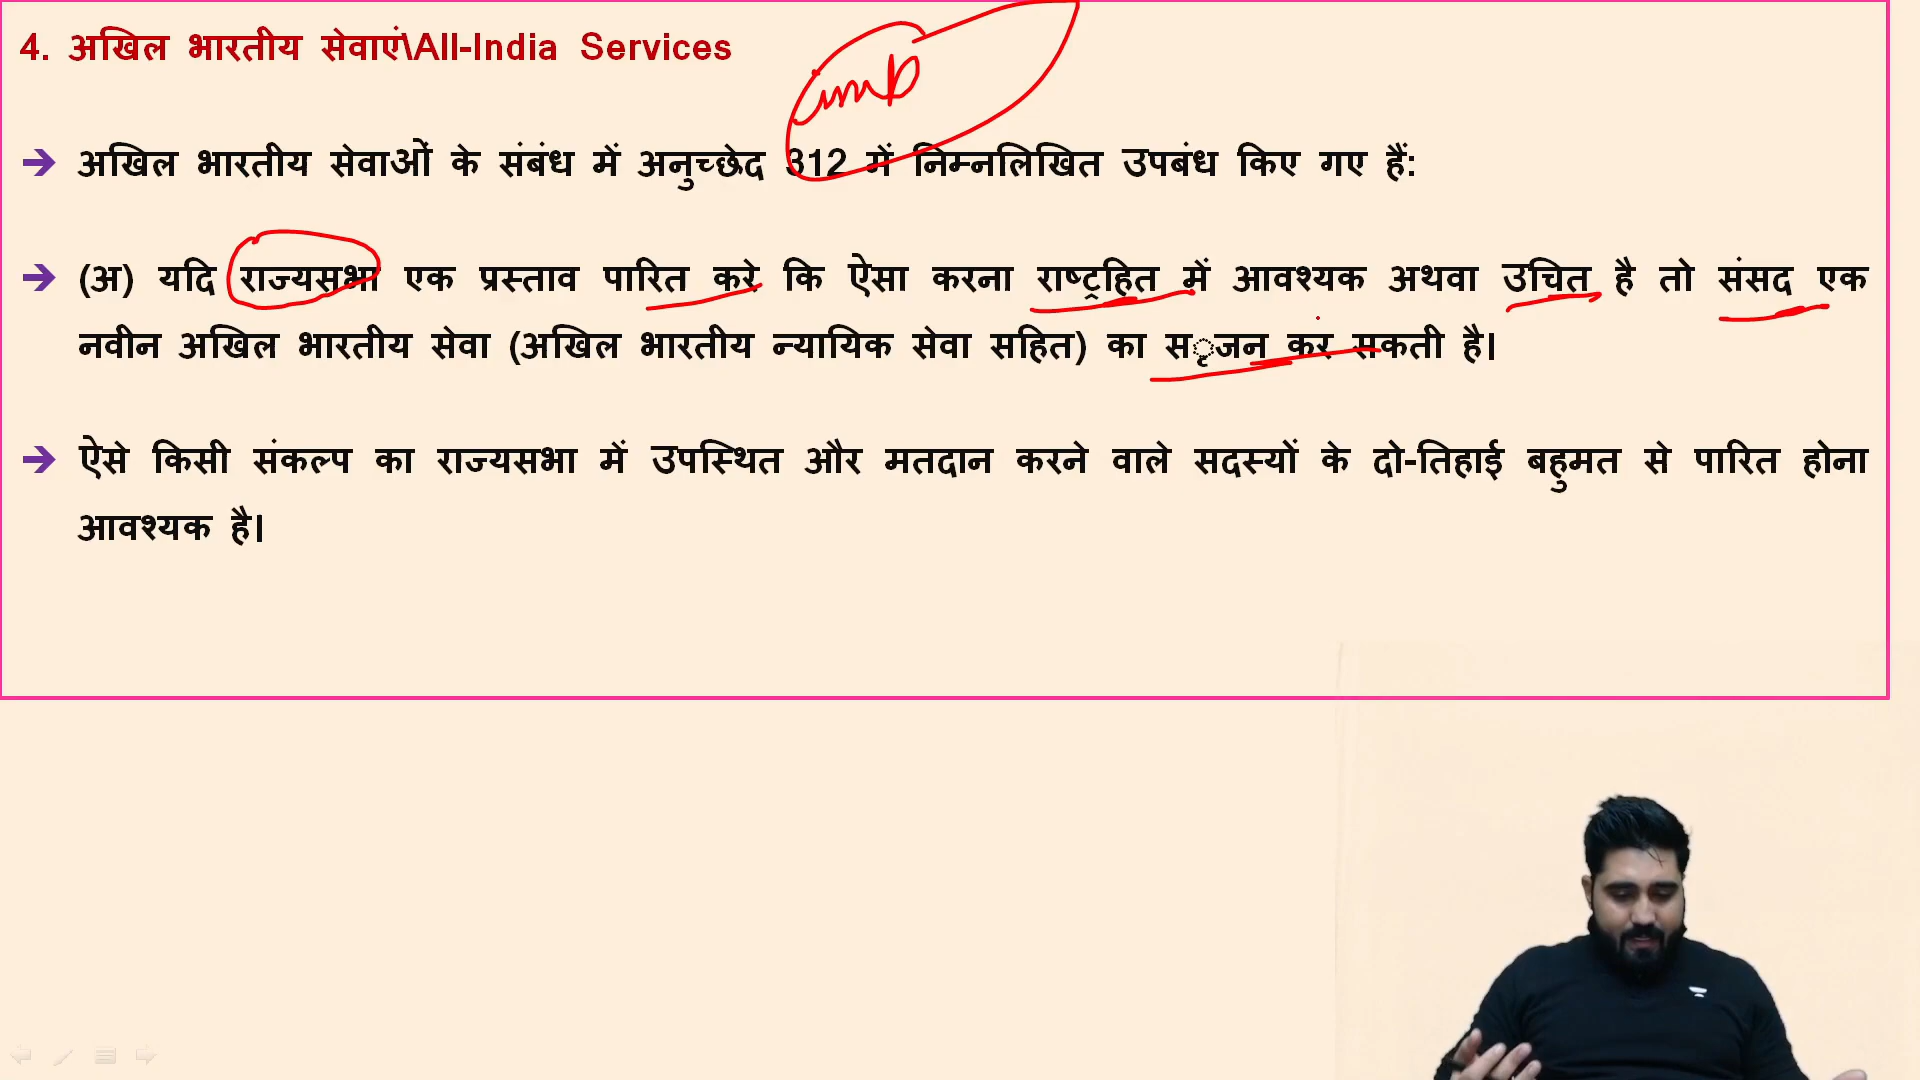 4. अखिल भारतीय सेवाएं\All-India Services
imp
➔ अखिल भारतीय सेवाओं के संबंध में अनुच्छेद 312 में निम्नलिखित उपबंध किए गए हैं:
➔ (अ) यदि राज्यसभा एक प्रस्ताव पारित करे कि ऐसा करना राष्ट्रहित में आवश्यक अथवा उचित है तो संसद एक
नवीन अखिल भारतीय सेवा (अखिल भारतीय न्यायिक सेवा सहित) का सृजन कर सकती है।
➔ ऐसे किसी संकल्प का राज्यसभा में उपस्थित और मतदान करने वाले सदस्यों के दो-तिहाई बहुमत से पारित होना
आवश्यक है।